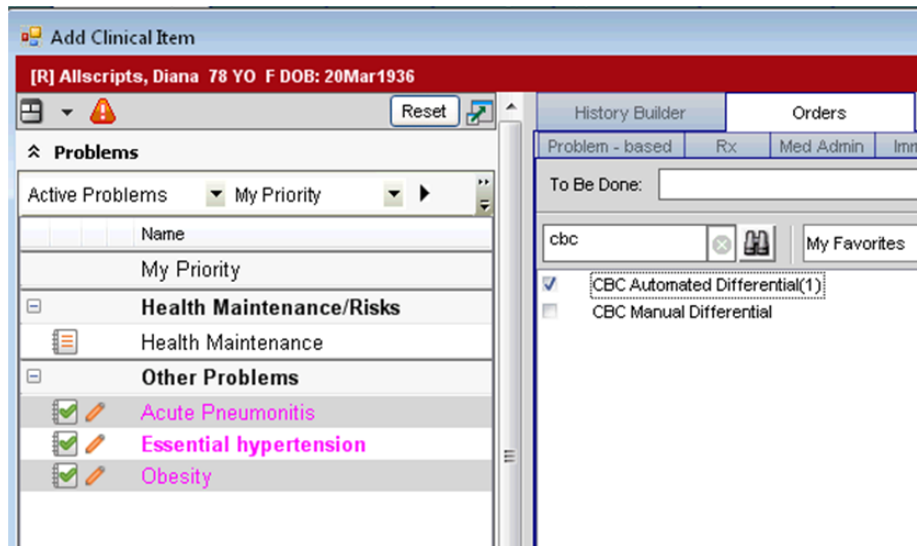 Add Clinical Item
[R] Allscripts, Diana 78 YO F DOB: 20Mar1936
Reset
Problems
Active Problems My Priority
Name
My Priority
Health Maintenance/Risks
Health Maintenance
Other Problems
Acute Pneumonitis
Essential hypertension
Obesity
History Builder Orders
Problem - based Rx Med Admin Imm
To Be Done:
cbc My Favorites
CBC Automated Differential(1)
CBC Manual Differential